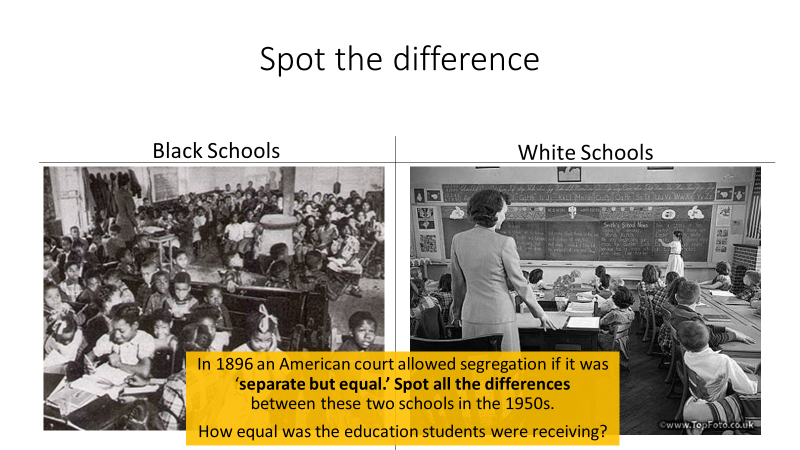 Spot the difference
Black Schools
White Schools
In 1896 an American court allowed segregation if it was
‘separate but equal.’ Spot all the differences
between these two schools in the 1950s.
How equal was the education students were receiving?
©www.TopFoto.co.uk